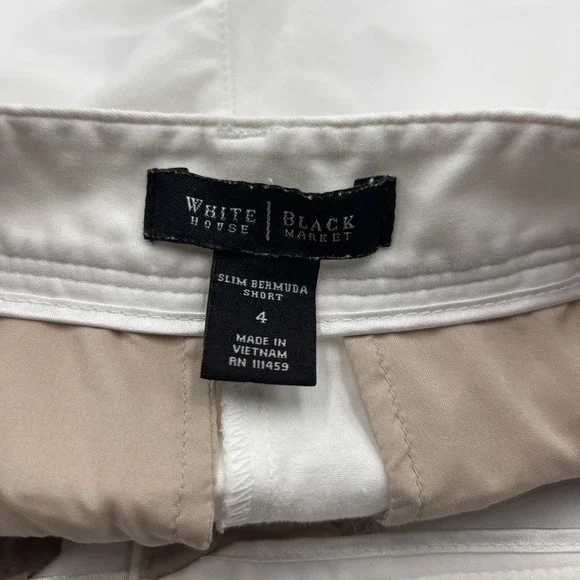 WHITE | BLACK
HOUSE | MARKET
SLIM BERMUDA
SHORT
4
MADE IN
VIETNAM
RN 111459